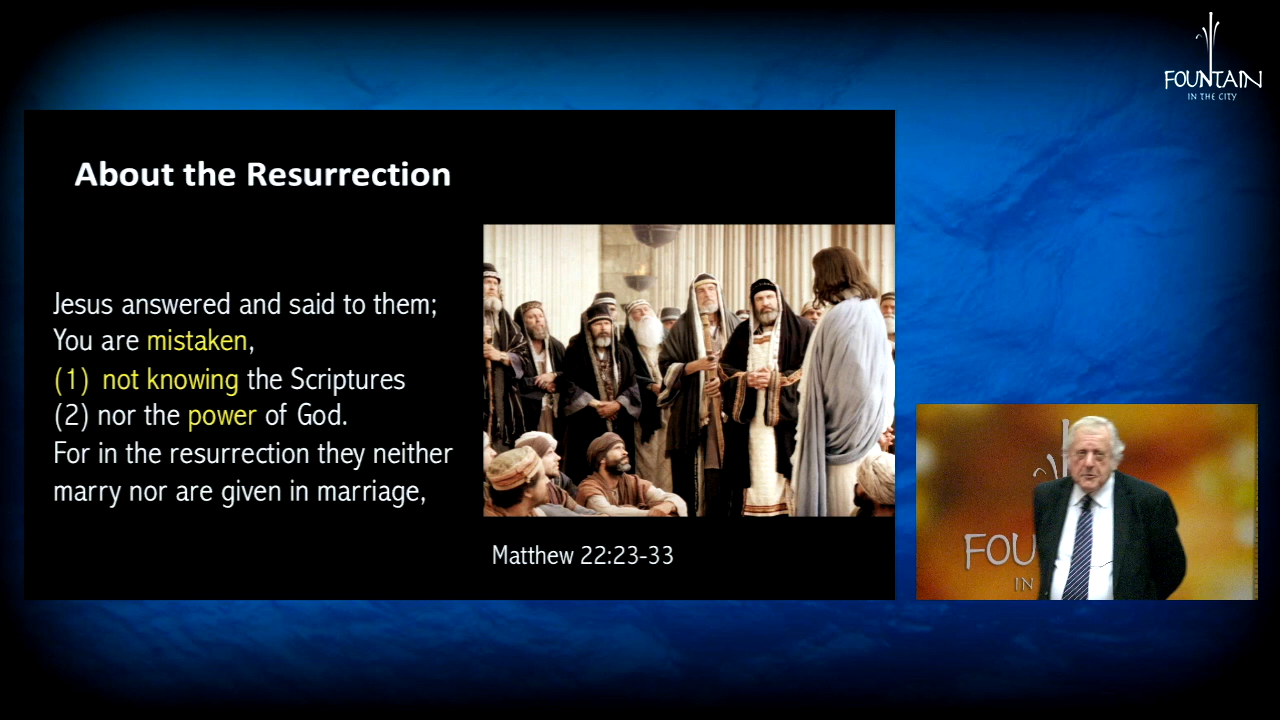 FOUNTAIN
IN THE CITY
About the Resurrection
Jesus answered and said to them;
You are mistaken,
(1) not knowing the Scriptures
(2) nor the power of God.
For in the resurrection they neither
marry nor are given in marriage,
Matthew 22:23-33
FOU
IN